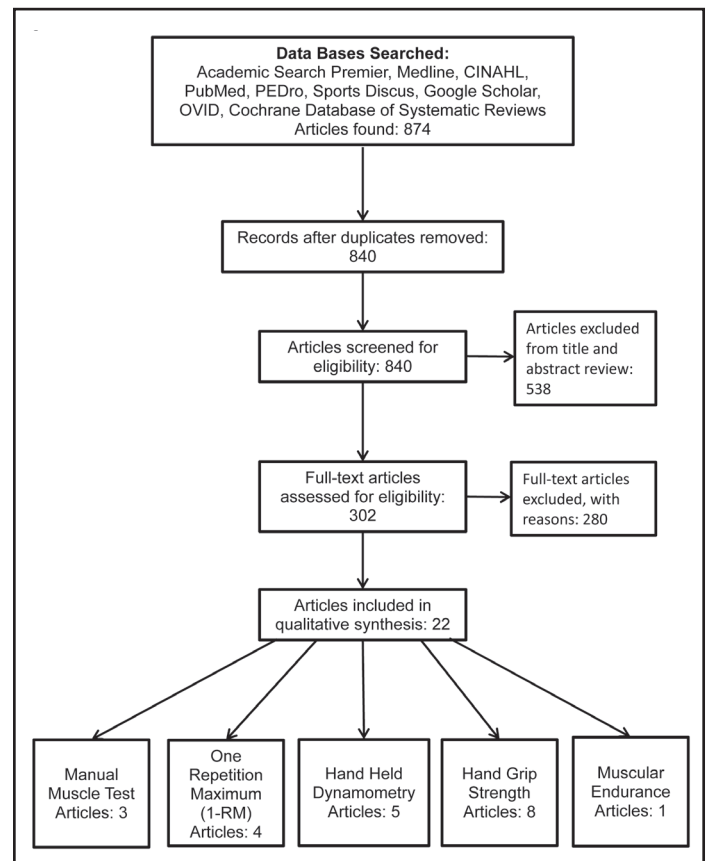 Data Bases Searched:
Academic Search Premier, Medline, CINAHL,
PubMed, PEDro, Sports Discus, Google Scholar,
OVID, Cochrane Database of Systematic Reviews
Articles found: 874
Records after duplicates removed:
840
Articles screened for
eligibility: 840
Articles excluded
from title and
abstract review:
538
Full-text articles
assessed for eligibility:
302
Full-text articles
excluded, with
reasons: 280
Articles included in
qualitative synthesis: 22
Manual
Muscle Test
Articles: 3
One
Repetition
Maximum
(1-RM)
Articles: 4
Hand Held
Dynamometry
Articles: 5
Hand Grip
Strength
Articles: 8
Muscular
Endurance
Articles: 1